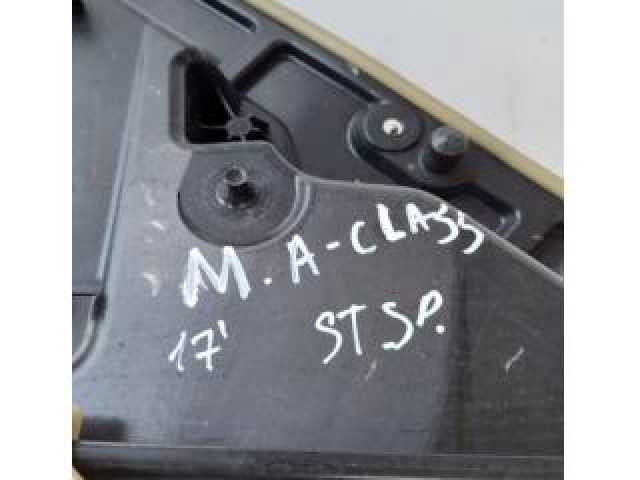 M. A-CLASS
17' ST SP.